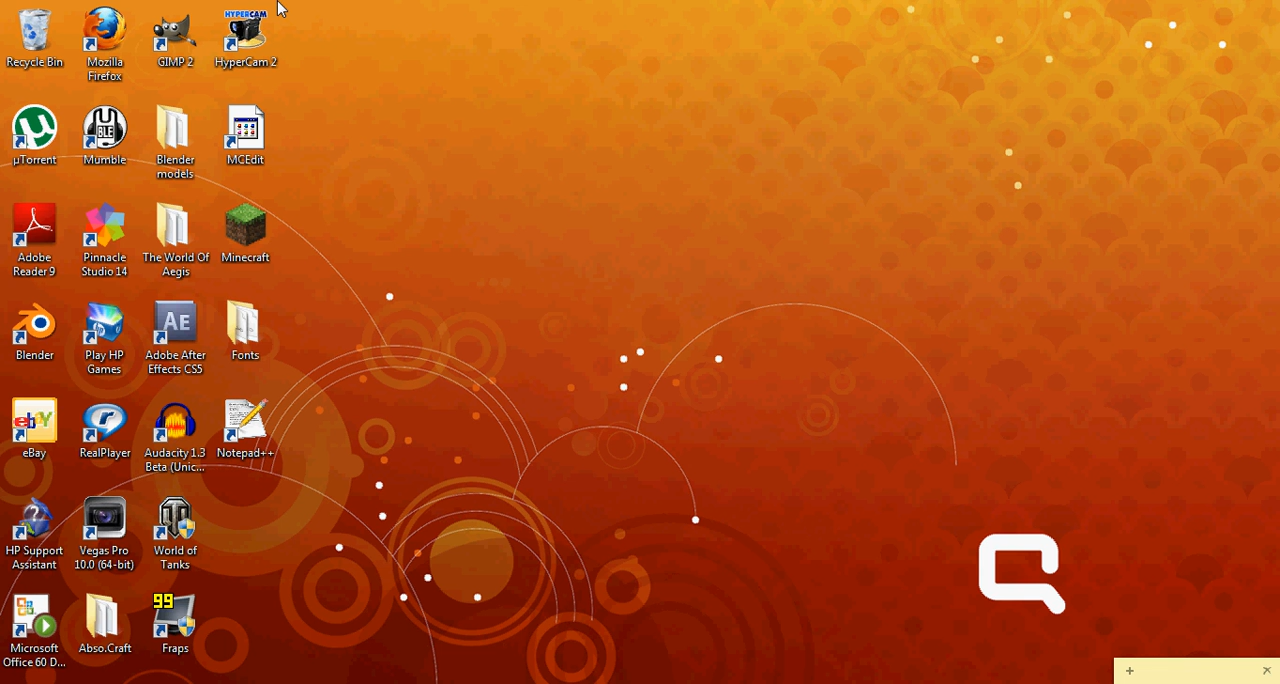 HYPERCAM
Recycle Bin
Mozilla
Firefox
GIMP 2
HyperCam 2
µ
BLE
µTorrent
Mumble
Blender
models
MCEdit
Adobe
Reader 9
Pinnacle
Studio 14
The World Of
Aegis
Minecraft
hp
AE
Blender
Play HP
Games
Adobe After
Effects CS5
Fonts
ebY
r
eBay
RealPlayer
Audacity 1.3
Beta (Unic...
Notepad++
?
HP Support
Assistant
Vegas Pro
10.0 (64-bit)
World of
Tanks
99
Microsoft
Office 60 D...
Abso.Craft
Fraps
+